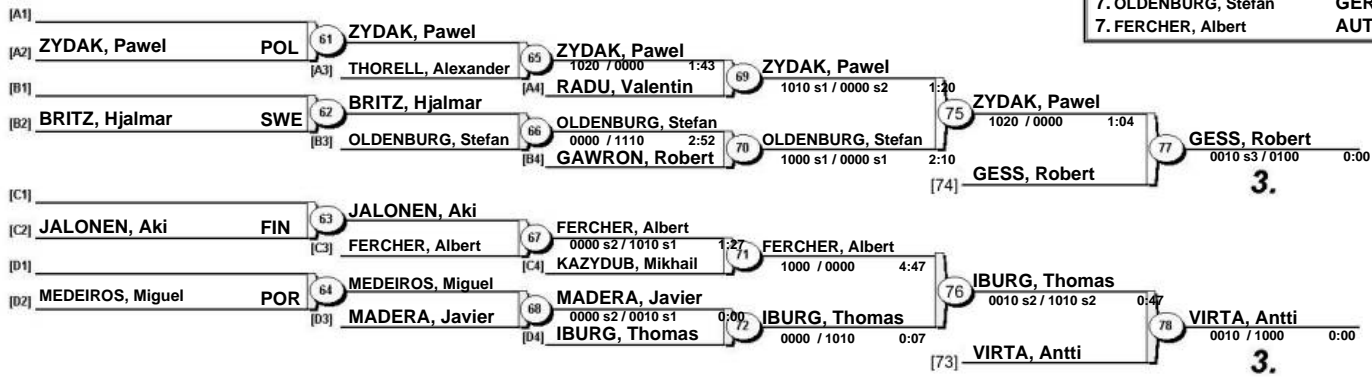 7. OLDENBURG, Stefan GER
7. FERCHER, Albert AUT
[A1]
[A2] ZYDAK, Pawel POL
61 ZYDAK, Pawel
[A3] THORELL, Alexander
65 ZYDAK, Pawel
1020 / 0000 1:43
[A4] RADU, Valentin
69 ZYDAK, Pawel
1010 s1 / 0000 s2 1:20
[B1]
[B2] BRITZ, Hjalmar SWE
62 BRITZ, Hjalmar
[B3] OLDENBURG, Stefan
66 OLDENBURG, Stefan
0000 / 1110 2:52
[B4] GAWRON, Robert
70 OLDENBURG, Stefan
1000 s1 / 0000 s1 2:10
75 ZYDAK, Pawel
1020 / 0000 1:04
[74] GESS, Robert
77 GESS, Robert
0010 s3 / 0100 0:00
3.
[C1]
[C2] JALONEN, Aki FIN
63 JALONEN, Aki
[C3] FERCHER, Albert
67 FERCHER, Albert
0000 s2 / 1010 s1 1:27
[C4] KAZYDUB, Mikhail
71 FERCHER, Albert
1000 / 0000 4:47
[D1]
[D2] MEDEIROS, Miguel POR
64 MEDEIROS, Miguel
[D3] MADERA, Javier
68 MADERA, Javier
0000 s2 / 0010 s1 0:00
[D4] IBURG, Thomas
72 IBURG, Thomas
0000 / 1010 0:07
76 IBURG, Thomas
0010 s2 / 1010 s2 0:47
[73] VIRTA, Antti
78 VIRTA, Antti
0010 / 1000 0:00
3.